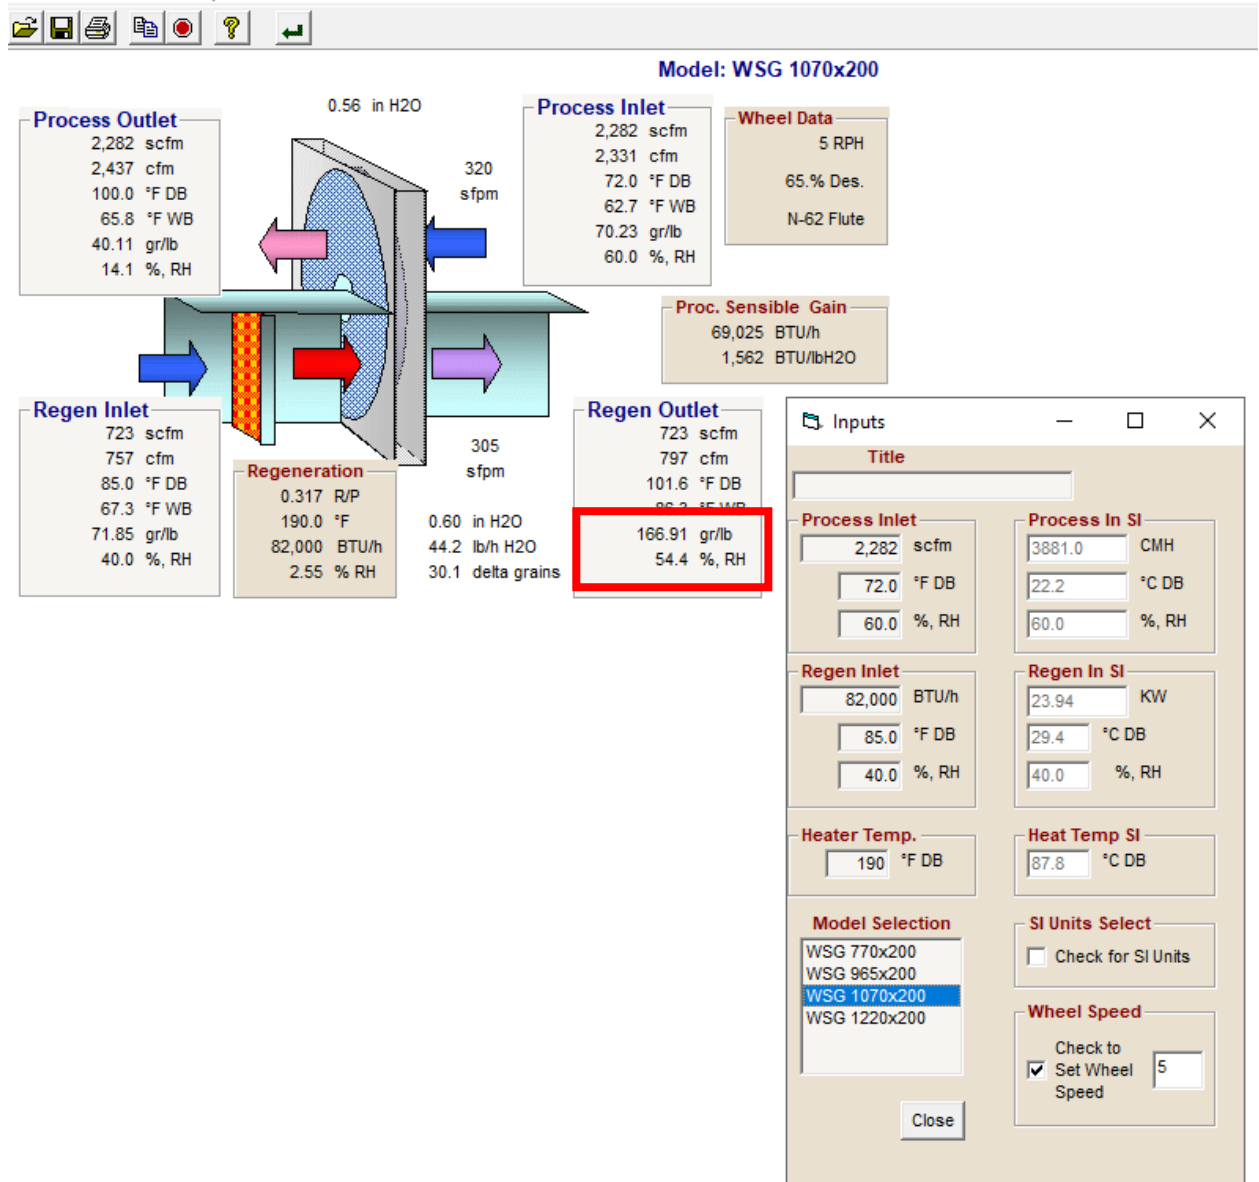 Model: WSG 1070x200
0.56 in H2O
Process Outlet
2,282 scfm
2,437 cfm
100.0 °F DB
65.8 °F WB
40.11 gr/lb
14.1 %, RH
320
sfpm
Process Inlet
2,282 scfm
2,331 cfm
72.0 °F DB
62.7 °F WB
70.23 gr/lb
60.0 %, RH
Wheel Data
5 RPH
65.% Des.
N-62 Flute
Proc. Sensible Gain
69,025 BTU/h
1,562 BTU/lbH2O
Regen Inlet
723 scfm
757 cfm
85.0 °F DB
67.3 °F WB
71.85 gr/lb
40.0 %, RH
Regeneration
0.317 R/P
190.0 °F
82,000 BTU/h
2.55 % RH
305
sfpm
0.60 in H2O
44.2 lb/h H2O
30.1 delta grains
Regen Outlet
723 scfm
797 cfm
101.6 °F DB
86.3 °F WB
166.91 gr/lb
54.4 %, RH
Inputs
Title
Process Inlet
2,282 scfm
72.0 °F DB
60.0 %, RH
Process In SI
3881.0 CMH
22.2 °C DB
60.0 %, RH
Regen Inlet
82,000 BTU/h
85.0 °F DB
40.0 %, RH
Regen In SI
23.94 KW
29.4 °C DB
40.0 %, RH
Heater Temp.
190 °F DB
Heat Temp SI
87.8 °C DB
Model Selection
WSG 770x200
WSG 965x200
WSG 1070x200
WSG 1220x200
SI Units Select
Check for SI Units
Wheel Speed
Check to
Set Wheel
Speed
5
Close